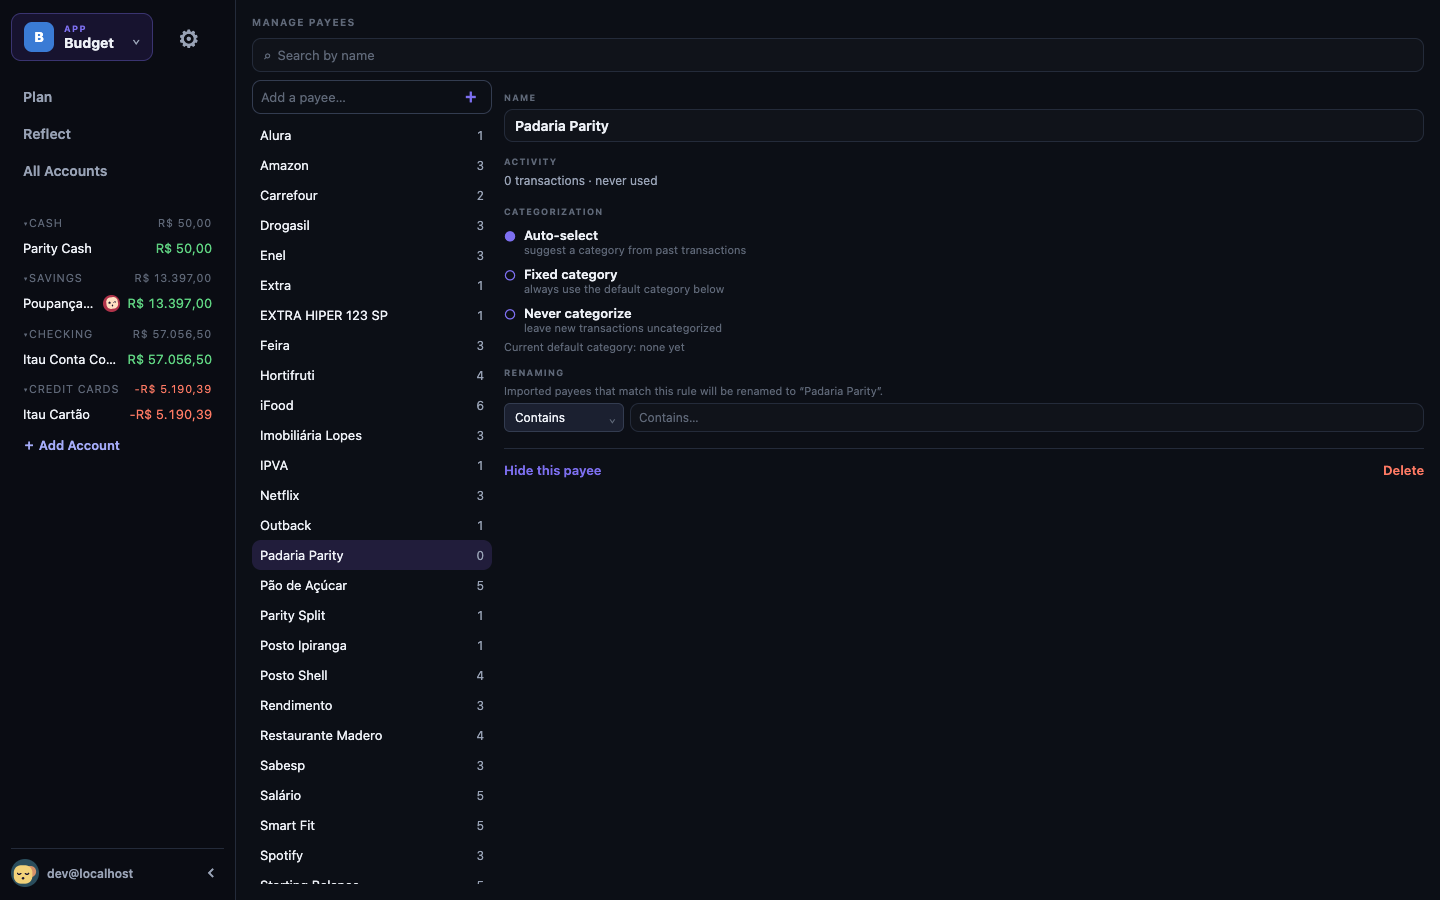 B
APP
Budget
Plan
Reflect
All Accounts
CASH R$ 50,00
Parity Cash R$ 50,00
SAVINGS R$ 13.397,00
Poupança... R$ 13.397,00
CHECKING R$ 57.056,50
Itau Conta Co... R$ 57.056,50
CREDIT CARDS -R$ 5.190,39
Itau Cartão -R$ 5.190,39
+ Add Account
dev@localhost
MANAGE PAYEES
Search by name
Add a payee... +
Alura 1
Amazon 3
Carrefour 2
Drogasil 3
Enel 3
Extra 1
EXTRA HIPER 123 SP 1
Feira 3
Hortifruti 4
iFood 6
Imobiliária Lopes 3
IPVA 1
Netflix 3
Outback 1
Padaria Parity 0
Pão de Açúcar 5
Parity Split 1
Posto Ipiranga 1
Posto Shell 4
Rendimento 3
Restaurante Madero 4
Sabesp 3
Salário 5
Smart Fit 5
Spotify 3
NAME
Padaria Parity
ACTIVITY
0 transactions · never used
CATEGORIZATION
Auto-select
suggest a category from past transactions
Fixed category
always use the default category below
Never categorize
leave new transactions uncategorized
Current default category: none yet
RENAMING
Imported payees that match this rule will be renamed to “Padaria Parity”.
Contains Contains...
Hide this payee Delete